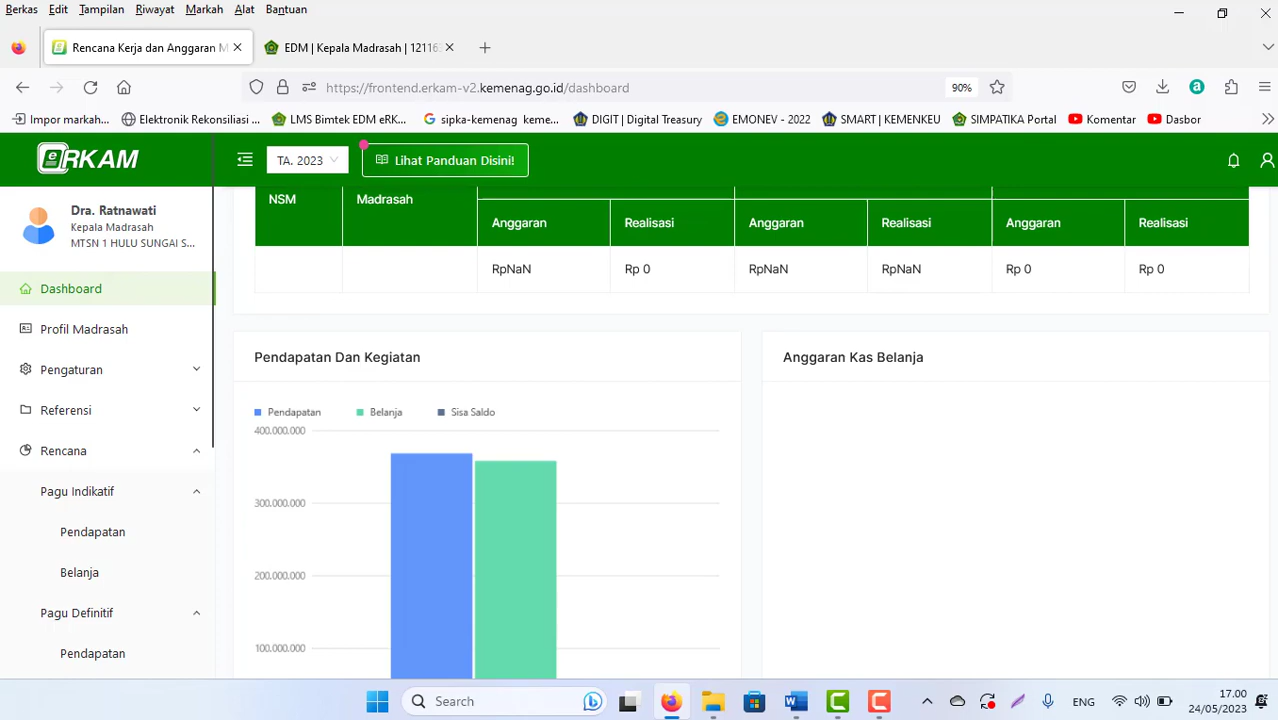 Berkas Edit Tampilan Riwayat Markah Alat Bantuan
Rencana Kerja dan Anggaran M
EDM | Kepala Madrasah | 12116
https://frontend.erkam-v2.kemenag.go.id/dashboard
90%
Impor markah...
Elektronik Rekonsiliasi ...
LMS Bimtek EDM eRK...
sipka-kemenag keme...
DIGIT | Digital Treasury
EMONEV - 2022
SMART | KEMENKEU
SIMPATIKA Portal
Komentar
Dasbor
eRKAM
TA. 2023
Lihat Panduan Disini!
Dra. Ratnawati
Kepala Madrasah
MTSN 1 HULU SUNGAI S...
Dashboard
Profil Madrasah
Pengaturan
Referensi
Rencana
Pagu Indikatif
Pendapatan
Belanja
Pagu Definitif
Pendapatan
NSM Madrasah
Anggaran Realisasi Anggaran Realisasi Anggaran Realisasi
RpNaN Rp 0 RpNaN RpNaN Rp 0 Rp 0
Pendapatan Dan Kegiatan
Pendapatan Belanja Sisa Saldo
400.000.000
300.000.000
200.000.000
100.000.000
Anggaran Kas Belanja
Search
ENG
17.00
24/05/2023